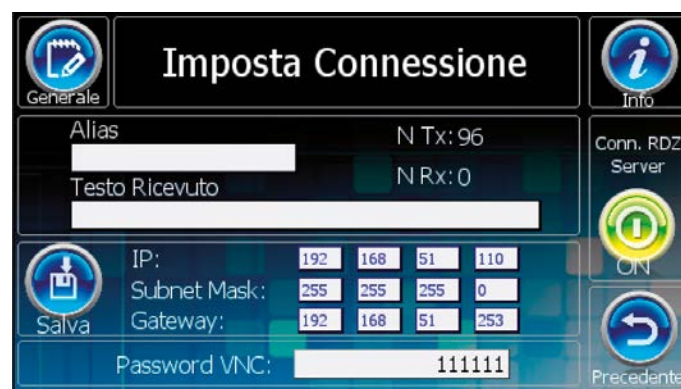 Generale
Imposta Connessione
Info
Alias
N Tx: 96
Testo Ricevuto
N Rx: 0
Conn. RDZ
Server
ON
Salva
IP: 192 168 51 110
Subnet Mask: 255 255 255 0
Gateway: 192 168 51 253
Password VNC: 111111
Precedente